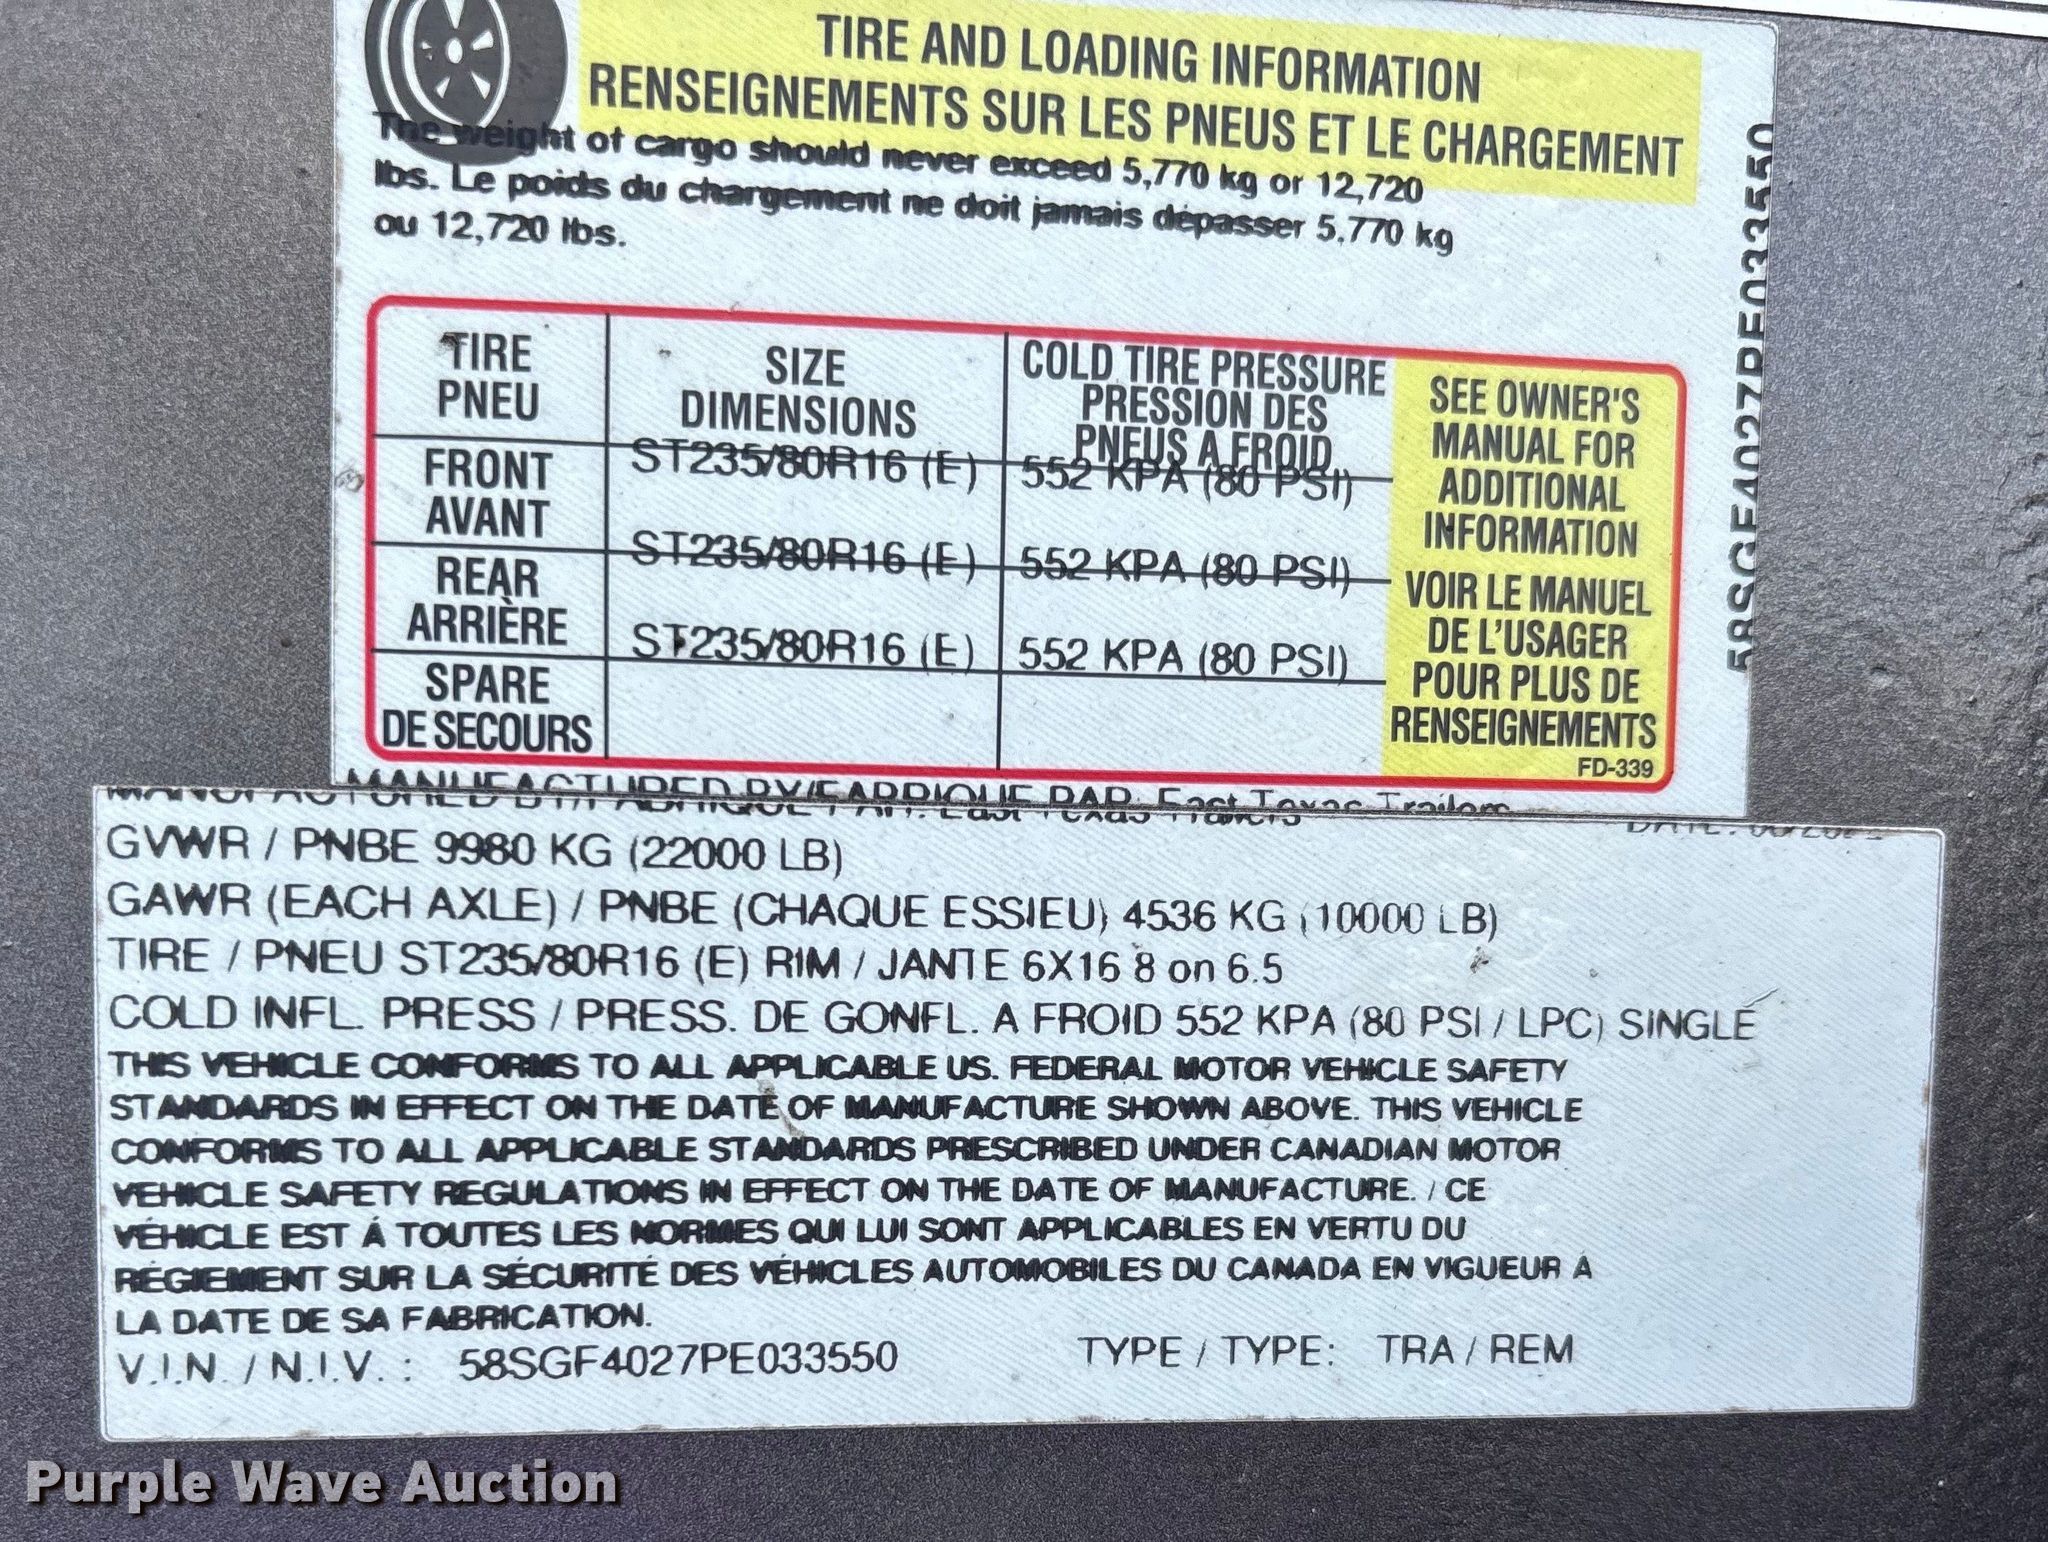 TIRE AND LOADING INFORMATION
RENSEIGNEMENTS SUR LES PNEUS ET LE CHARGEMENT
The weight of cargo should never exceed 5,770 kg or 12,720
lbs. Le poids du chargement ne doit jamais dépasser 5,770 kg
ou 12,720 lbs.
TIRE
PNEU
SIZE
DIMENSIONS
COLD TIRE PRESSURE
PRESSION DES
PNEUS A FROID
FRONT
AVANT
ST235/80R16 (E)
552 KPA (80 PSI)
REAR
ARRIÈRE
ST235/80R16 (E)
552 KPA (80 PSI)
SPARE
DE SECOURS
ST235/80R16 (E)
552 KPA (80 PSI)
SEE OWNER'S
MANUAL FOR
ADDITIONAL
INFORMATION
VOIR LE MANUEL
DE L'USAGER
POUR PLUS DE
RENSEIGNEMENTS
FD-339
58SGF4027PE033550
MANUFACTURED BY/FABRIQUE PAR: East Texas Trailers
GVWR / PNBE 9980 KG (22000 LB)
GAWR (EACH AXLE) / PNBE (CHAQUE ESSIEU) 4536 KG (10000 LB)
TIRE / PNEU ST235/80R16 (E) RIM / JANTE 6X16 8 on 6.5
COLD INFL. PRESS / PRESS. DE GONFL. A FROID 552 KPA (80 PSI / LPC) SINGLE
THIS VEHICLE CONFORMS TO ALL APPLICABLE US. FEDERAL MOTOR VEHICLE SAFETY
STANDARDS IN EFFECT ON THE DATE OF MANUFACTURE SHOWN ABOVE. THIS VEHICLE
CONFORMS TO ALL APPLICABLE STANDARDS PRESCRIBED UNDER CANADIAN MOTOR
VEHICLE SAFETY REGULATIONS IN EFFECT ON THE DATE OF MANUFACTURE. / CE
VÉHICLE EST Á TOUTES LES NORMES QUI LUI SONT APPLICABLES EN VERTU DU
RÉGIEMENT SUR LA SÉCURITÉ DES VÉHICLES AUTOMOBILES DU CANADA EN VIGUEUR Á
LA DATE DE SA FABRICATION.
V.I.N. / N.I.V. : 58SGF4027PE033550 TYPE / TYPE: TRA / REM
Purple Wave Auction